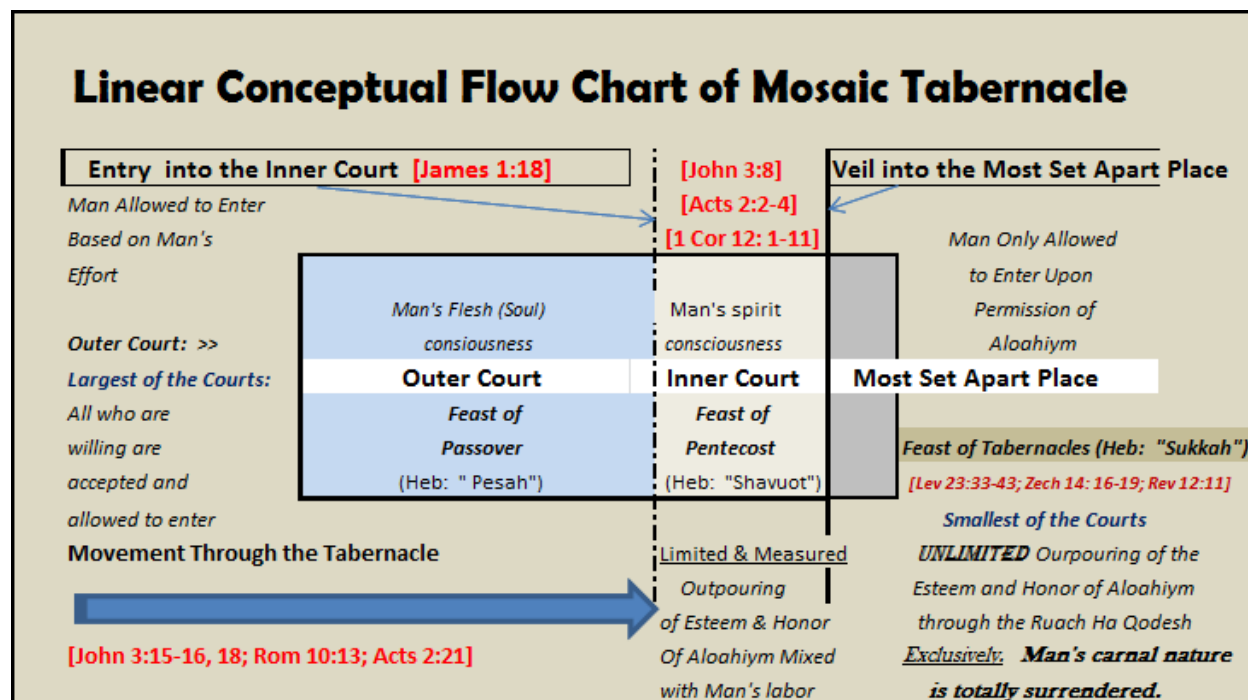 Linear Conceptual Flow Chart of Mosaic Tabernacle
Entry into the Inner Court [James 1:18]
Man Allowed to Enter
Based on Man's
Effort
Outer Court: >>
Largest of the Courts:
All who are
willing are
accepted and
allowed to enter
Movement Through the Tabernacle
[John 3:15-16, 18; Rom 10:13; Acts 2:21]
Man's Flesh (Soul)
consiousness
Outer Court
Feast of
Passover
(Heb: " Pesah")
[John 3:8]
[Acts 2:2-4]
[1 Cor 12: 1-11]
Man's spirit
consciousness
Inner Court
Feast of
Pentecost
(Heb: "Shavuot")
Limited & Measured
Outpouring
of Esteem & Honor
Of Aloahiym Mixed
with Man's labor
Veil into the Most Set Apart Place
Man Only Allowed
to Enter Upon
Permission of
Aloahiym
Most Set Apart Place
Feast of Tabernacles (Heb: "Sukkah")
[Lev 23:33-43; Zech 14: 16-19; Rev 12:11]
Smallest of the Courts
UNLIMITED Ourpouring of the
Esteem and Honor of Aloahiym
through the Ruach Ha Qodesh
Exclusively. Man's carnal nature
is totally surrendered.